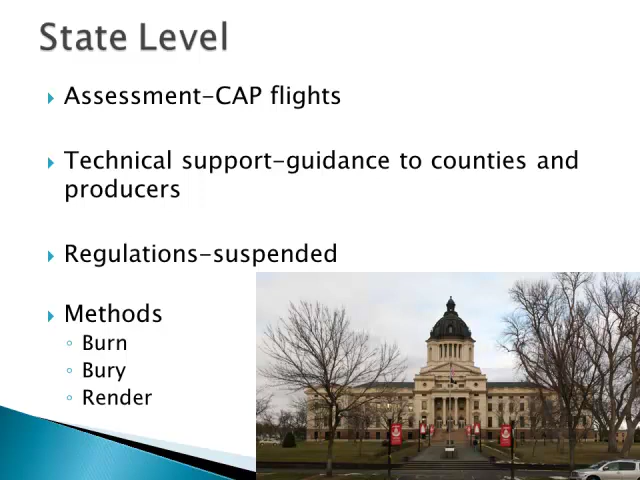 State Level
Assessment-CAP flights
Technical support-guidance to counties and
producers
Regulations-suspended
Methods
Burn
Bury
Render